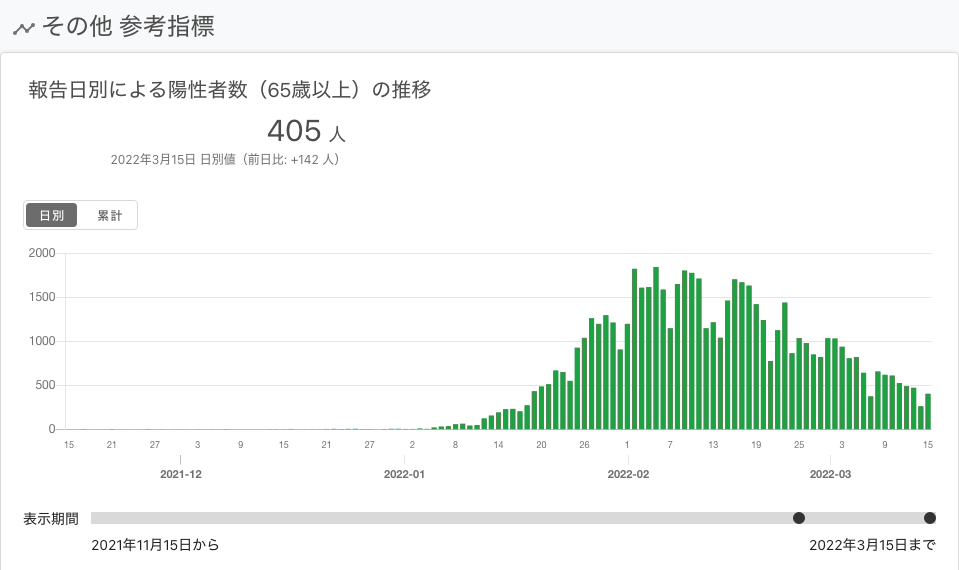 その他 参考指標
報告日別による陽性者数（65歳以上）の推移
405 人
2022年3月15日 日別値（前日比: +142 人）
日別 累計
2000
1500
1000
500
0
15 21 27 3 9 15 21 27 2 8 14 20 26 1 7 13 19 25 3 9 15
2021-12 2022-01 2022-02 2022-03
表示期間
2021年11月15日から 2022年3月15日まで